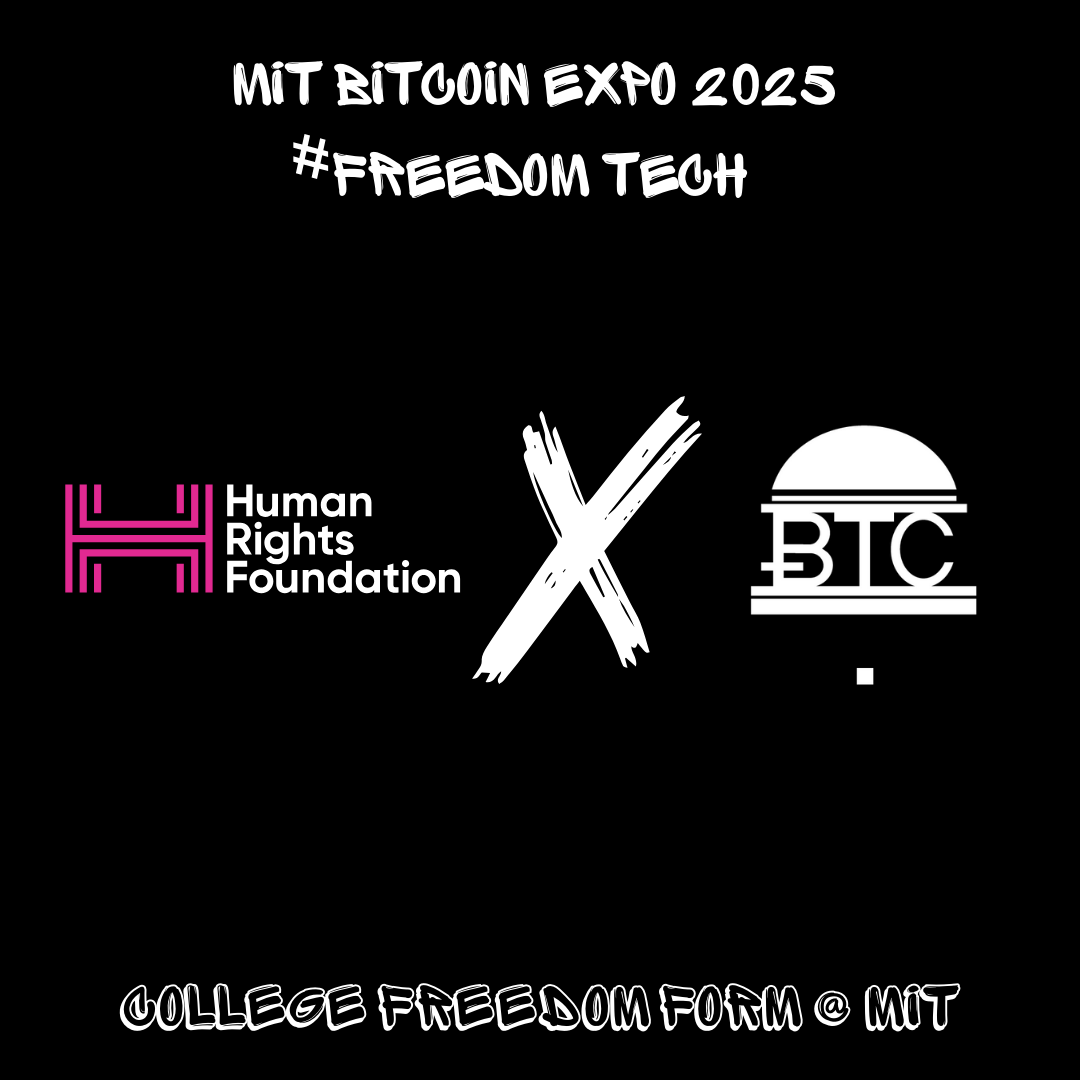 MiT BiTCOiN EXPO 2025
#FREEDOM TECH
Human
Rights
Foundation
X
BTC
COLLEGE FREEDOM FORM @ MiT